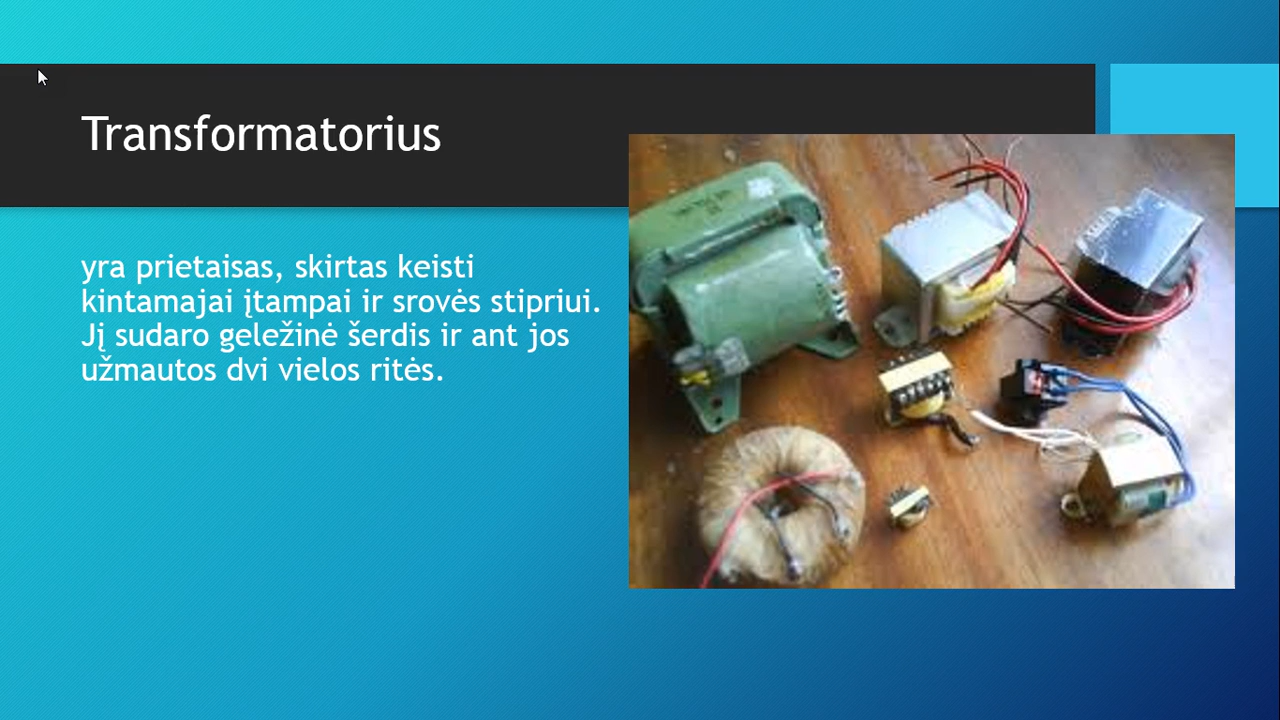 Transformatorius
yra prietaisas, skirtas keisti
kintamajai įtampai ir srovės stipriui.
Jį sudaro geležinė šerdis ir ant jos
užmautos dvi vielos ritės.